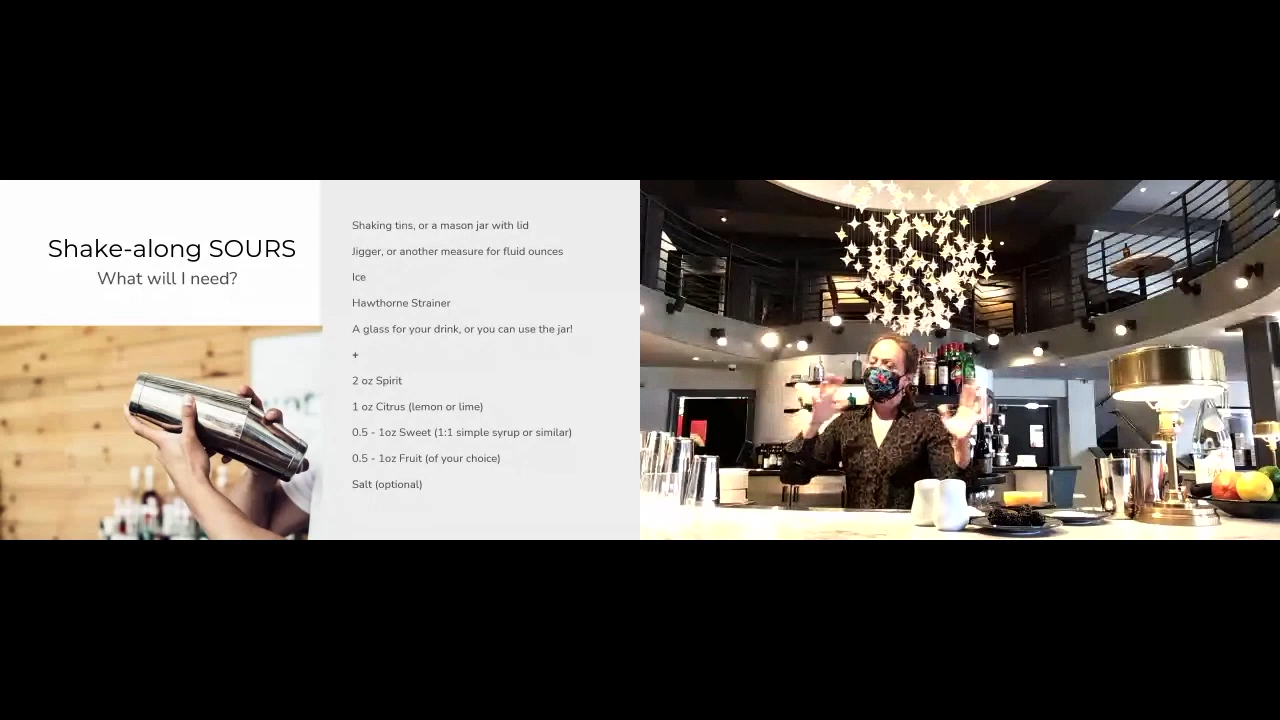 Shake-along SOURS
What will I need?
Shaking tins, or a mason jar with lid
Jigger, or another measure for fluid ounces
Ice
Hawthorne Strainer
A glass for your drink, or you can use the jar!
+
2 oz Spirit
1 oz Citrus (lemon or lime)
0.5 - 1oz Sweet (1:1 simple syrup or similar)
0.5 - 1oz Fruit (of your choice)
Salt (optional)